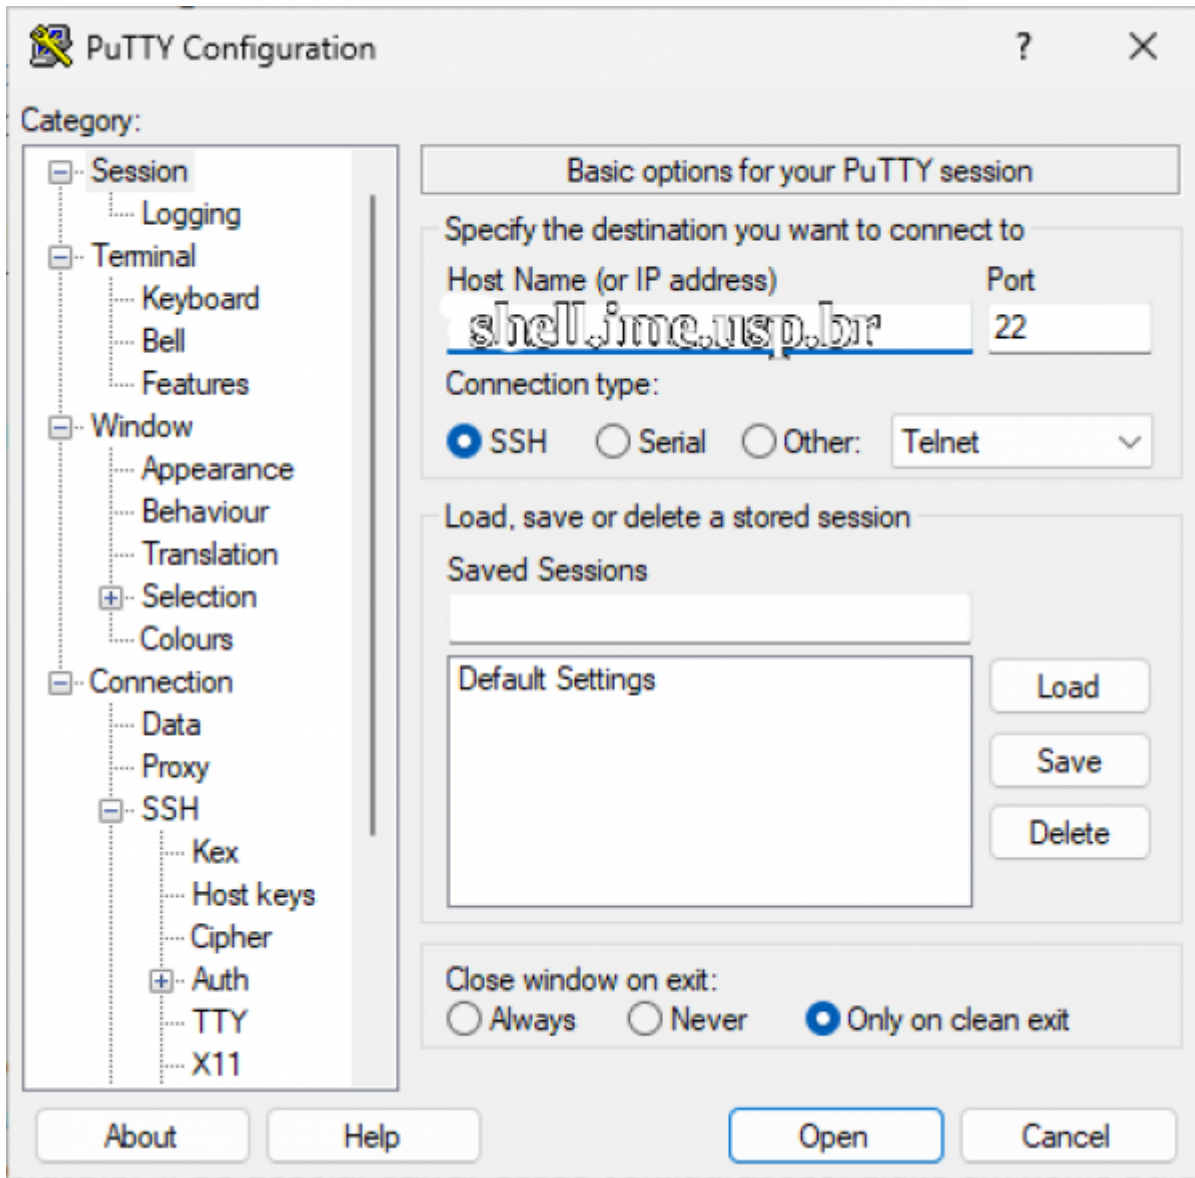 PuTTY Configuration
?
Category:
Session
Logging
Terminal
Keyboard
Bell
Features
Window
Appearance
Behaviour
Translation
Selection
Colours
Connection
Data
Proxy
SSH
Kex
Host keys
Cipher
Auth
TTY
X11
Basic options for your PuTTY session
Specify the destination you want to connect to
Host Name (or IP address) Port
shell.ime.usp.br 22
Connection type:
SSH Serial Other: Telnet
Load, save or delete a stored session
Saved Sessions
Default Settings
Load
Save
Delete
Close window on exit:
Always Never Only on clean exit
About Help Open Cancel